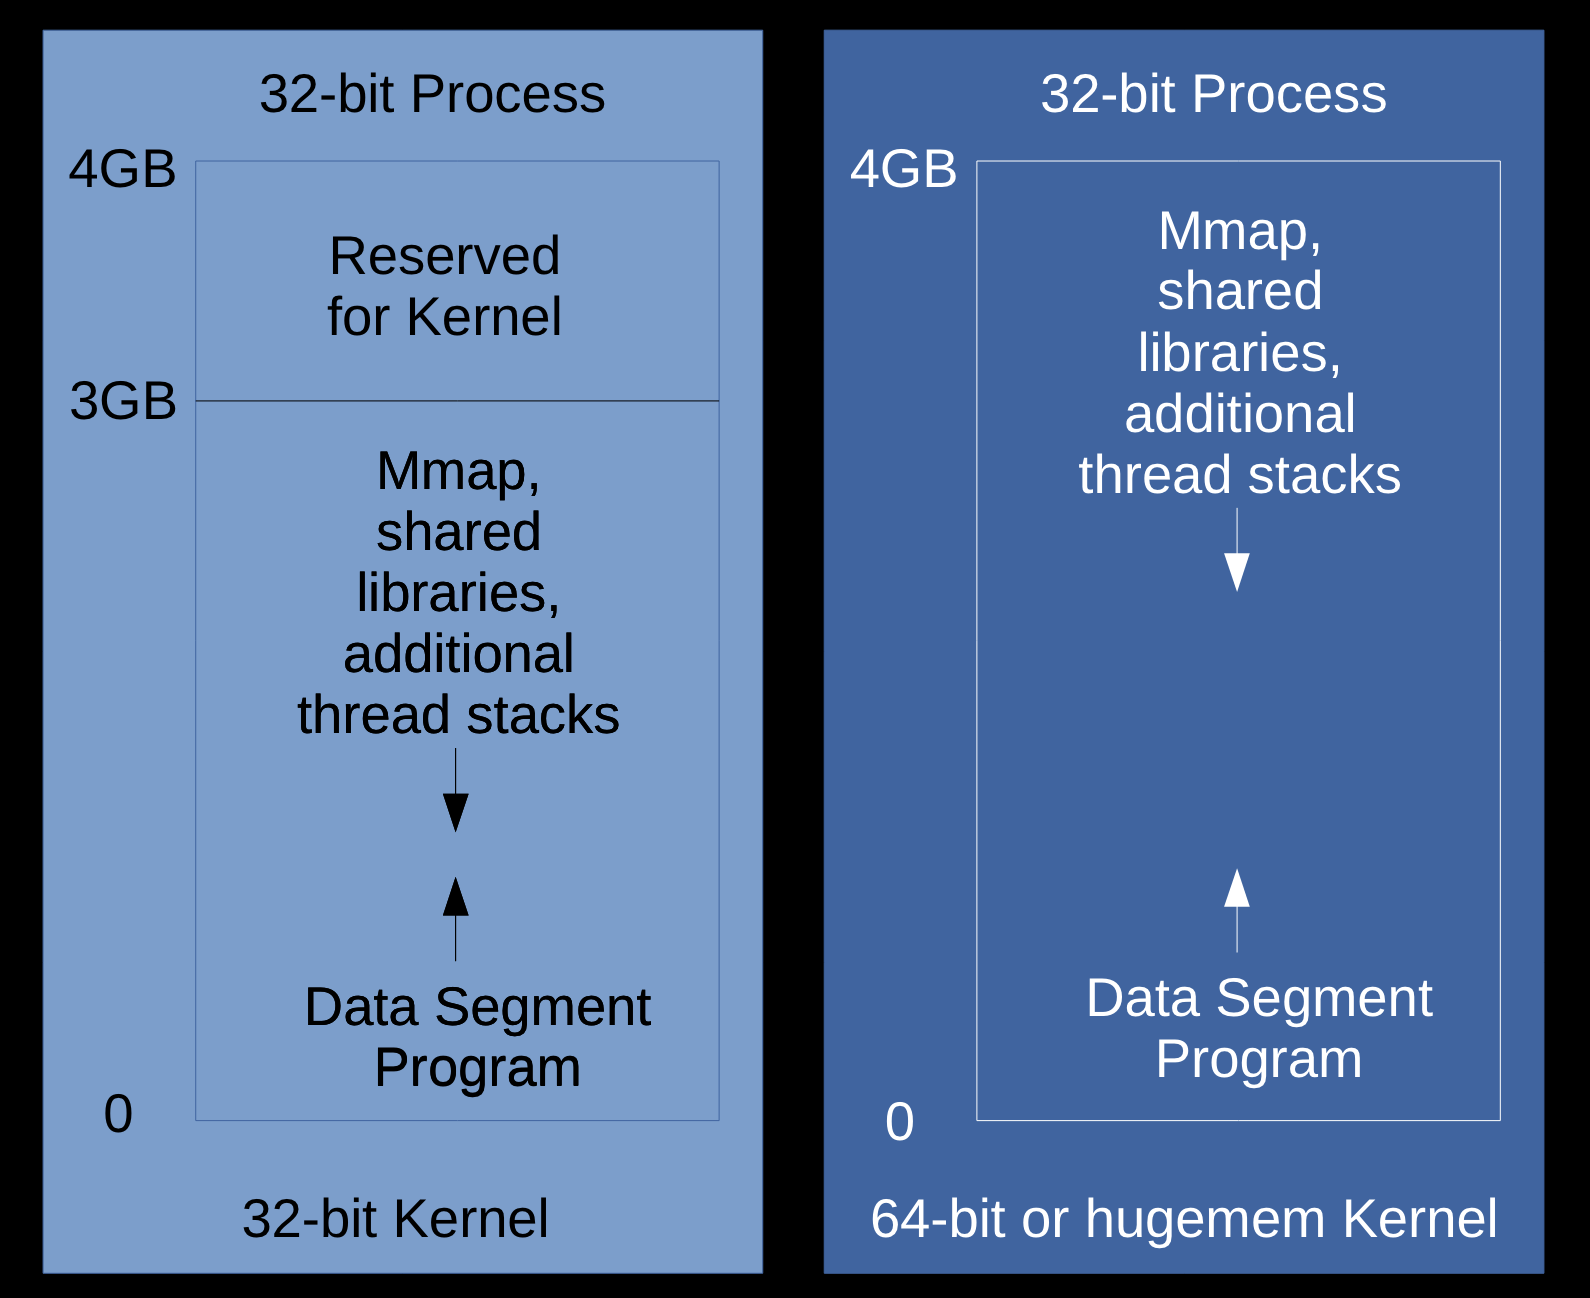 32-bit Process
4GB
Reserved
for Kernel
3GB
Mmap,
shared
libraries,
additional
thread stacks
Data Segment
Program
0
32-bit Kernel
32-bit Process
4GB
Mmap,
shared
libraries,
additional
thread stacks
Data Segment
Program
0
64-bit or hugemem Kernel